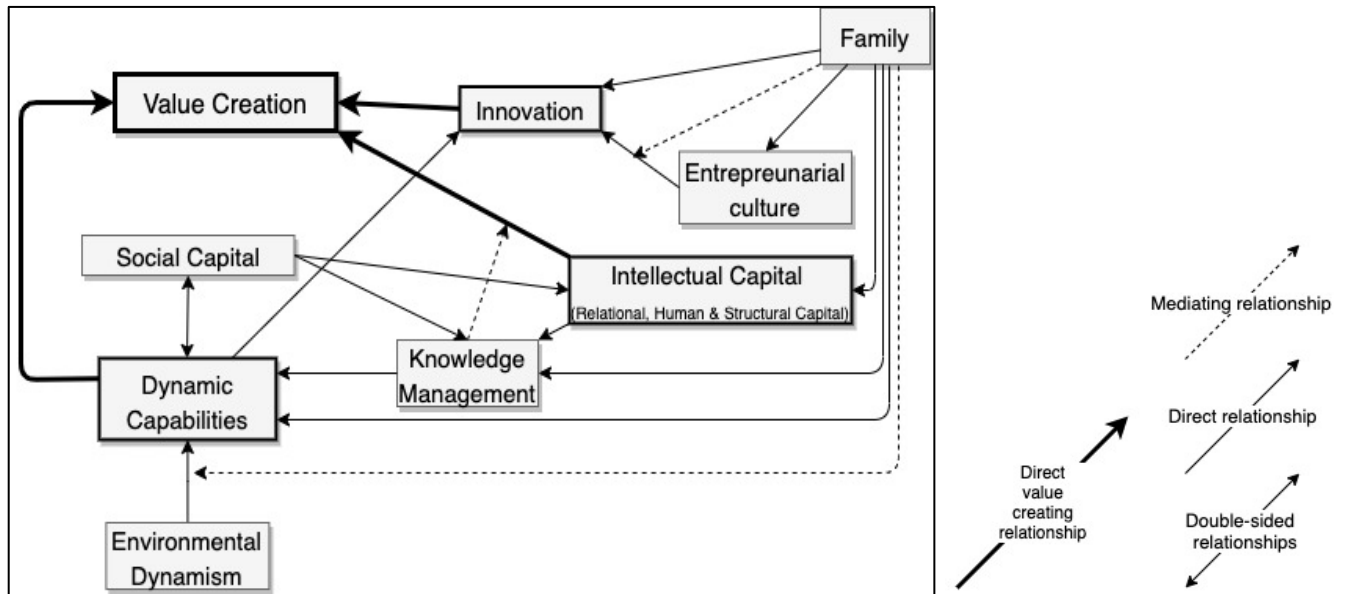 Family
Value Creation
Innovation
Entrepreunarial
culture
Social Capital
Intellectual Capital
(Relational, Human & Structural Capital)
Knowledge
Management
Dynamic
Capabilities
Environmental
Dynamism
Mediating relationship
Direct relationship
Direct
value
creating
relationship
Double-sided
relationships